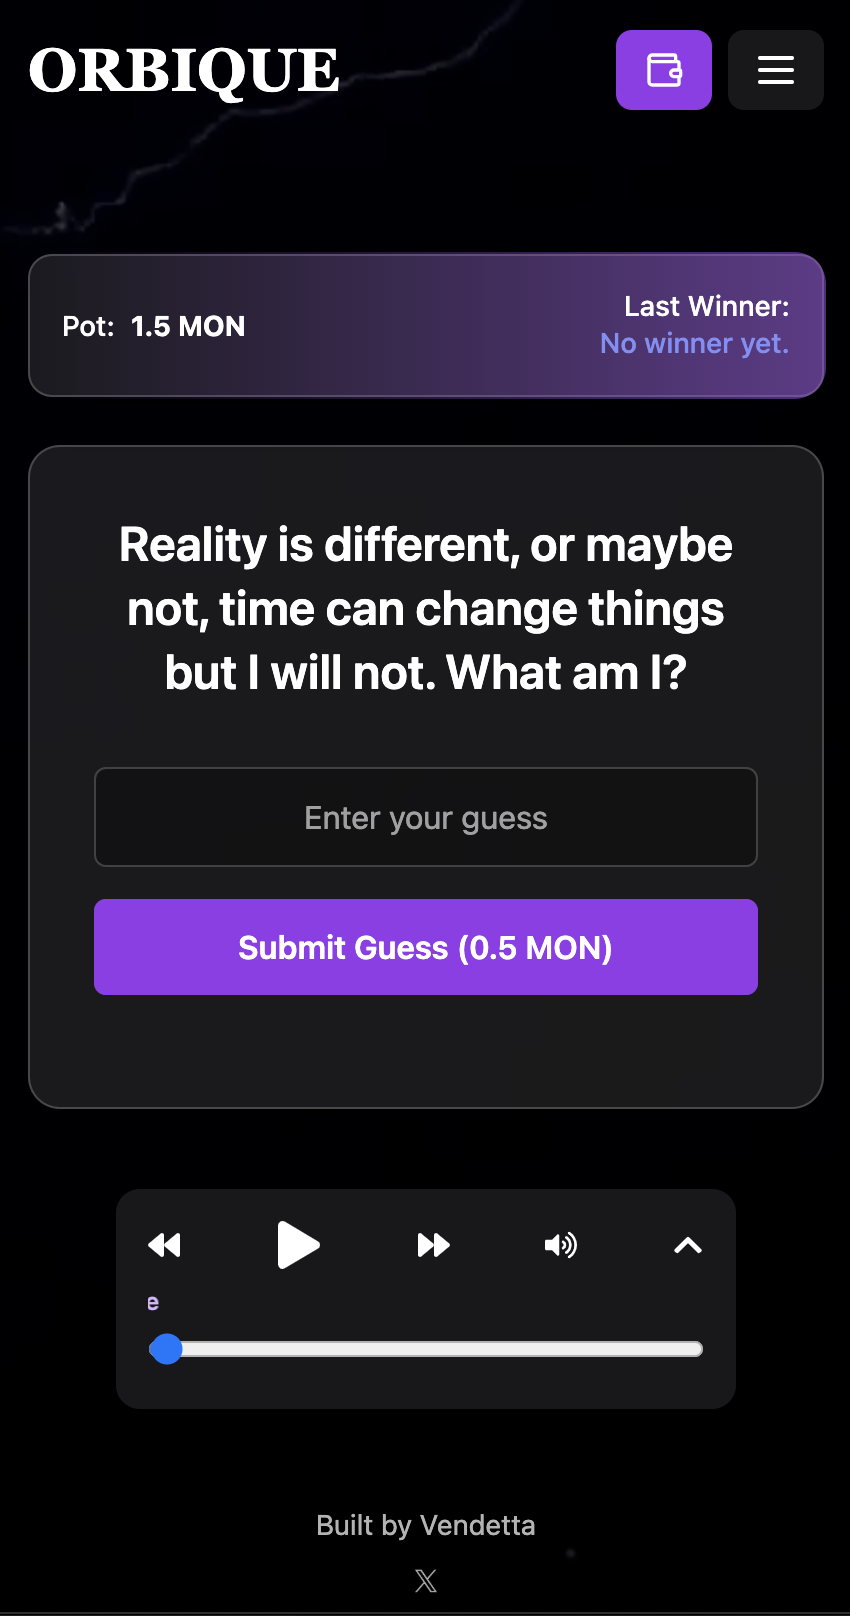 ORBIQUE
Pot: 1.5 MON
Last Winner:
No winner yet.
Reality is different, or maybe
not, time can change things
but I will not. What am I?
Enter your guess
Submit Guess (0.5 MON)
e
Built by Vendetta
𝕏